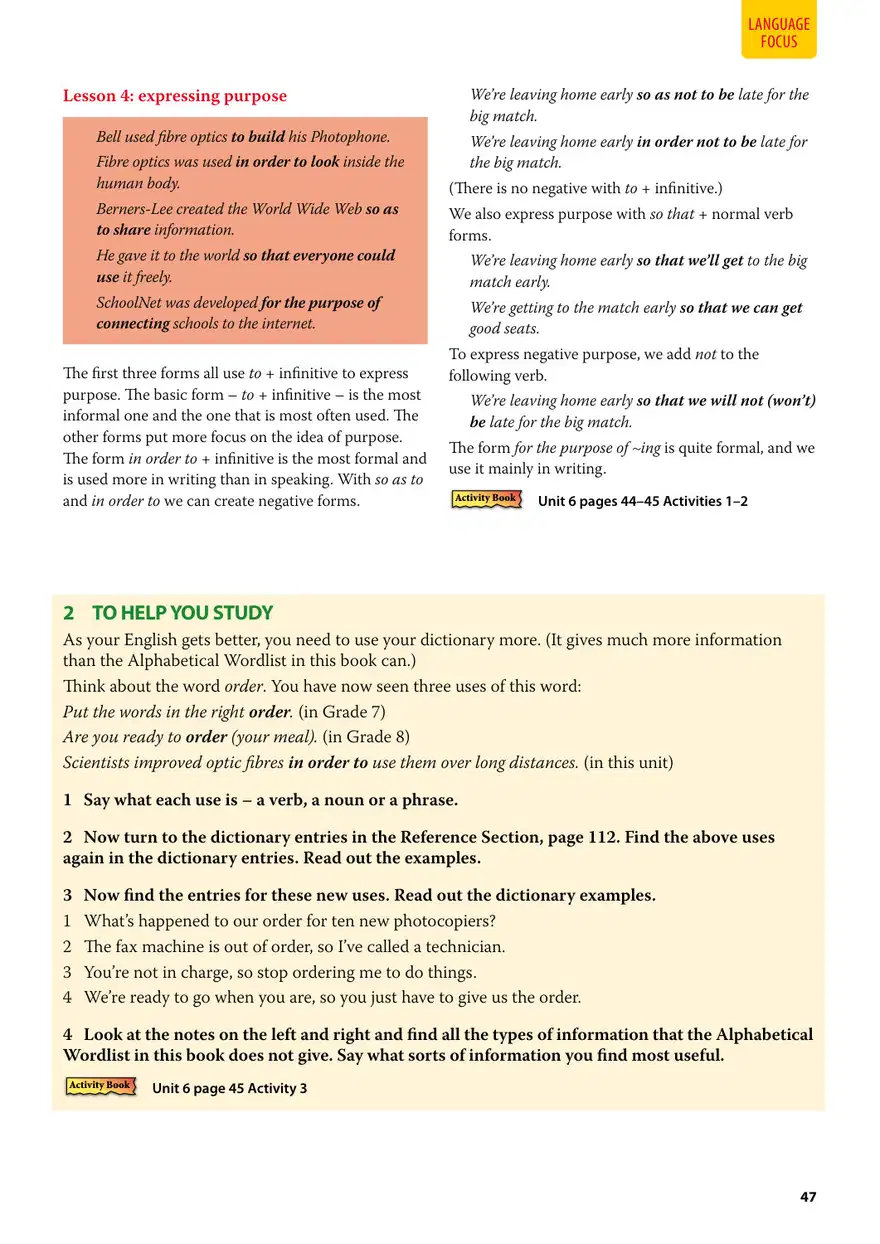 LANGUAGE
FOCUS
Lesson 4: expressing purpose
Bell used fibre optics to build his Photophone.
Fibre optics was used in order to look inside the
human body.
Berners-Lee created the World Wide Web so as
to share information.
He gave it to the world so that everyone could
use it freely.
SchoolNet was developed for the purpose of
connecting schools to the internet.
The first three forms all use to + infinitive to express
purpose. The basic form – to + infinitive – is the most
informal one and the one that is most often used. The
other forms put more focus on the idea of purpose.
The form in order to + infinitive is the most formal and
is used more in writing than in speaking. With so as to
and in order to we can create negative forms.
We're leaving home early so as not to be late for the
big match.
We're leaving home early in order not to be late for
the big match.
(There is no negative with to + infinitive.)
We also express purpose with so that + normal verb
forms.
We're leaving home early so that we'll get to the big
match early.
We're getting to the match early so that we can get
good seats.
To express negative purpose, we add not to the
following verb.
We're leaving home early so that we will not (won't)
be late for the big match.
The form for the purpose of ~ing is quite formal, and we
use it mainly in writing.
Activity Book Unit 6 pages 44–45 Activities 1–2
2 TO HELP YOU STUDY
As your English gets better, you need to use your dictionary more. (It gives much more information
than the Alphabetical Wordlist in this book can.)
Think about the word order. You have now seen three uses of this word:
Put the words in the right order. (in Grade 7)
Are you ready to order (your meal). (in Grade 8)
Scientists improved optic fibres in order to use them over long distances. (in this unit)
1 Say what each use is – a verb, a noun or a phrase.
2 Now turn to the dictionary entries in the Reference Section, page 112. Find the above uses
again in the dictionary entries. Read out the examples.
3 Now find the entries for these new uses. Read out the dictionary examples.
1 What's happened to our order for ten new photocopiers?
2 The fax machine is out of order, so I've called a technician.
3 You're not in charge, so stop ordering me to do things.
4 We're ready to go when you are, so you just have to give us the order.
4 Look at the notes on the left and right and find all the types of information that the Alphabetical
Wordlist in this book does not give. Say what sorts of information you find most useful.
Activity Book Unit 6 page 45 Activity 3
47